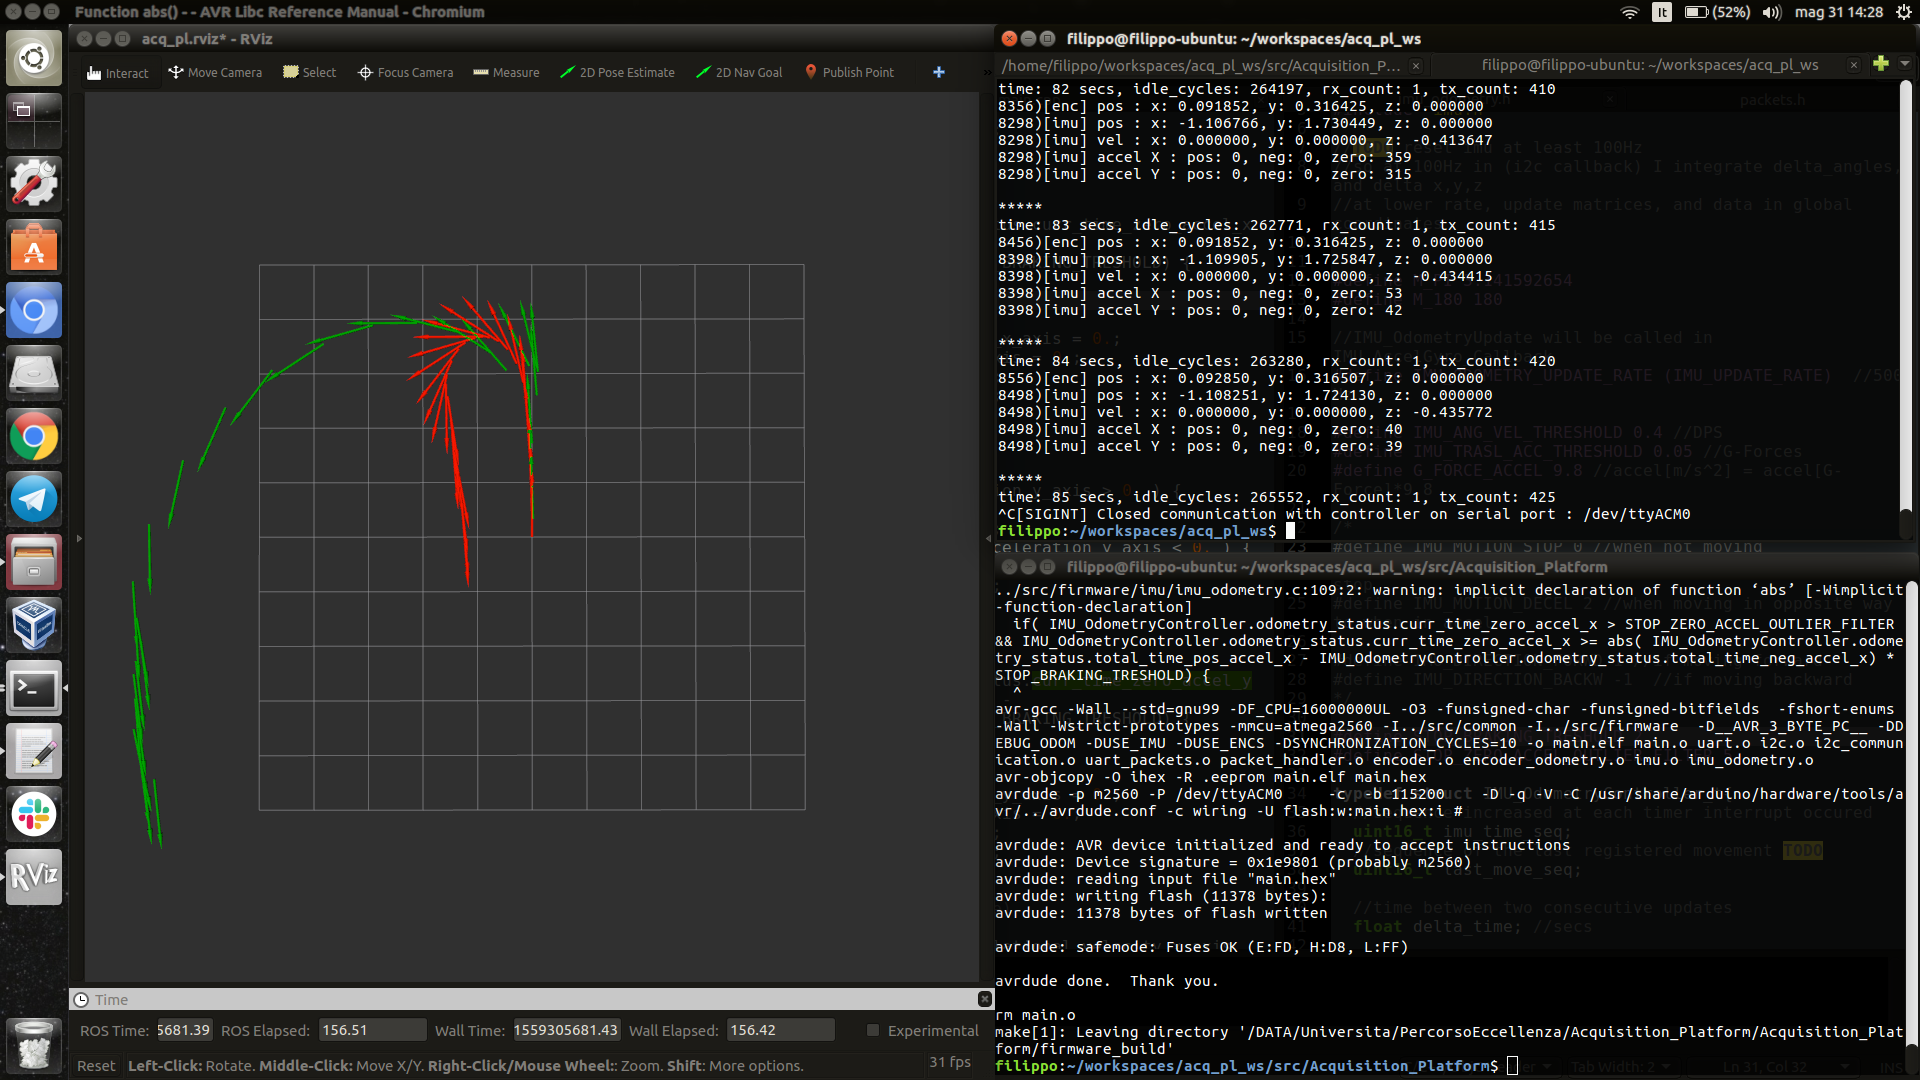 Function abs() - - AVR Libc Reference Manual - Chromium
It
(52%)
mag 31 14:28
acq_pl.rviz* - RViz
Interact
Move Camera
Select
Focus Camera
Measure
2D Pose Estimate
2D Nav Goal
Publish Point
filippo@filippo-ubuntu: ~/workspaces/acq_pl_ws
/home/filippo/workspaces/acq_pl_ws/src/Acquisition_P...
filippo@filippo-ubuntu: ~/workspaces/acq_pl_ws
time: 82 secs, idle_cycles: 264197, rx_count: 1, tx_count: 410
8356)[enc] pos : x: 0.091852, y: 0.316425, z: 0.000000
8298)[imu] pos : x: -1.106766, y: 1.730449, z: 0.000000
8298)[imu] vel : x: 0.000000, y: 0.000000, z: -0.413647
8298)[imu] accel X : pos: 0, neg: 0, zero: 359
8298)[imu] accel Y : pos: 0, neg: 0, zero: 315
*****
time: 83 secs, idle_cycles: 262771, rx_count: 1, tx_count: 415
8456)[enc] pos : x: 0.091852, y: 0.316425, z: 0.000000
8398)[imu] pos : x: -1.109905, y: 1.725847, z: 0.000000
8398)[imu] vel : x: 0.000000, y: 0.000000, z: -0.434415
8398)[imu] accel X : pos: 0, neg: 0, zero: 53
8398)[imu] accel Y : pos: 0, neg: 0, zero: 42
*****
time: 84 secs, idle_cycles: 263280, rx_count: 1, tx_count: 420
8556)[enc] pos : x: 0.092850, y: 0.316507, z: 0.000000
8498)[imu] pos : x: -1.108251, y: 1.724130, z: 0.000000
8498)[imu] vel : x: 0.000000, y: 0.000000, z: -0.435772
8498)[imu] accel X : pos: 0, neg: 0, zero: 40
8498)[imu] accel Y : pos: 0, neg: 0, zero: 39
*****
time: 85 secs, idle_cycles: 265552, rx_count: 1, tx_count: 425
^C[SIGINT] Closed communication with controller on serial port : /dev/ttyACM0
filippo:~/workspaces/acq_pl_ws$
filippo@filippo-ubuntu: ~/workspaces/acq_pl_ws/src/Acquisition_Platform
../src/firmware/imu/imu_odometry.c:109:2: warning: implicit declaration of function ‘abs’ [-Wimplicit
-function-declaration]
if( IMU_OdometryController.odometry_status.curr_time_zero_accel_x > STOP_ZERO_ACCEL_OUTLIER_FILTER
&& IMU_OdometryController.odometry_status.curr_time_zero_accel_x >= abs( IMU_OdometryController.odome
try_status.total_time_pos_accel_x - IMU_OdometryController.odometry_status.total_time_neg_accel_x) *
STOP_BRAKING_TRESHOLD) {
^
avr-gcc -Wall --std=gnu99 -DF_CPU=16000000UL -O3 -funsigned-char -funsigned-bitfields  -fshort-enums
-Wall -Wstrict-prototypes -mmcu=atmega2560 -I../src/common -I../src/firmware  -D__AVR_3_BYTE_PC__ -DD
EBUG_ODOM -DUSE_IMU -DUSE_ENCS -DSYNCHRONIZATION_CYCLES=10 -o main.elf main.o uart.o i2c.o i2c_commun
ication.o uart_packets.o packet_handler.o encoder.o encoder_odometry.o imu.o imu_odometry.o
avr-objcopy -O ihex -R .eeprom main.elf main.hex
avrdude -p m2560 -P /dev/ttyACM0     -c  -b 115200    -D -q -V -C /usr/share/arduino/hardware/tools/a
vr/../avrdude.conf -c wiring -U flash:w:main.hex:i #
avrdude: AVR device initialized and ready to accept instructions
avrdude: Device signature = 0x1e9801 (probably m2560)
avrdude: reading input file "main.hex"
avrdude: writing flash (11378 bytes):
avrdude: 11378 bytes of flash written
avrdude: safemode: Fuses OK (E:FD, H:D8, L:FF)
avrdude done.  Thank you.
rm main.o
make[1]: Leaving directory '/DATA/Universita/PercorsoEccellenza/Acquisition_Platform/Acquisition_Plat
form/firmware_build'
filippo:~/workspaces/acq_pl_ws/src/Acquisition_Platform$
RViz
Time
ROS Time: 5681.39 ROS Elapsed: 156.51 Wall Time: 1559305681.43 Wall Elapsed: 156.42 Experimental
Reset Left-Click: Rotate. Middle-Click: Move X/Y. Right-Click/Mouse Wheel:: Zoom. Shift: More options. 31 fps